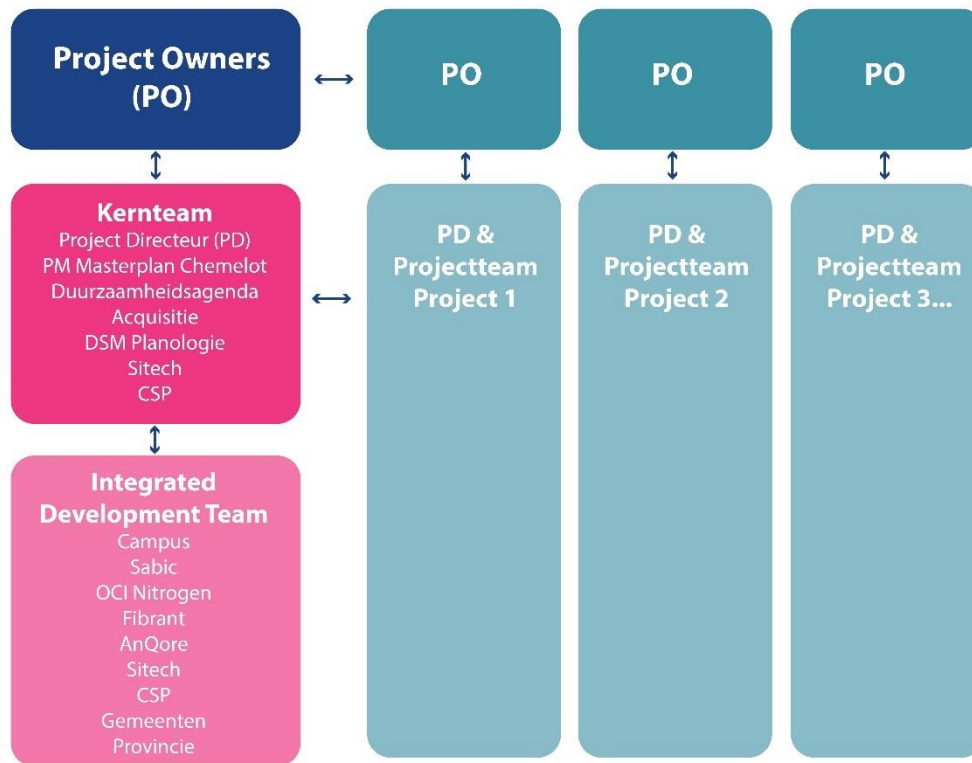 Project Owners
(PO)
PO
PO
PO
Kernteam
Project Directeur (PD)
PM Masterplan Chemelot
Duurzaamheidsagenda
Acquisitie
DSM Planologie
Sitech
CSP
PD &
Projectteam
Project 1
PD &
Projectteam
Project 2
PD &
Projectteam
Project 3...
Integrated
Development Team
Campus
Sabic
OCI Nitrogen
Fibrant
AnQore
Sitech
CSP
Gemeenten
Provincie